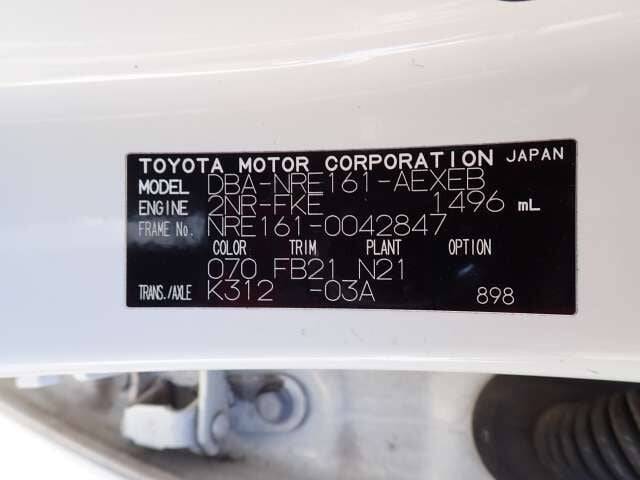 TOYOTA MOTOR CORPORATION JAPAN
MODEL DBA-NRE161-AEXEB
ENGINE 2NR-FKE 1496 mL
FRAME No. NRE161-0042847
COLOR TRIM PLANT OPTION
070 FB21 N21
TRANS./AXLE K312 -03A 898